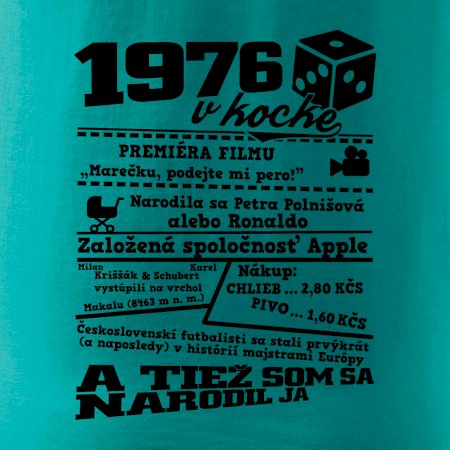 1976
v kocke
PREMIÉRA FILMU
„Marečku, podejte mi pero!”
Narodila sa Petra Polnišová
alebo Ronaldo
Založená spoločnosť Apple
Milan Karel
Kriššák & Schubert
vystúpili na vrchol
Makalu (8463 m n. m.)
Nákup:
CHLIEB ... 2,80 KČS
PIVO ... 1,60 KČS
Československí futbalisti sa stali prvýkrát
(a naposledy) v histórií majstrami Európy
A TIEŽ SOM SA
NARODIL JA